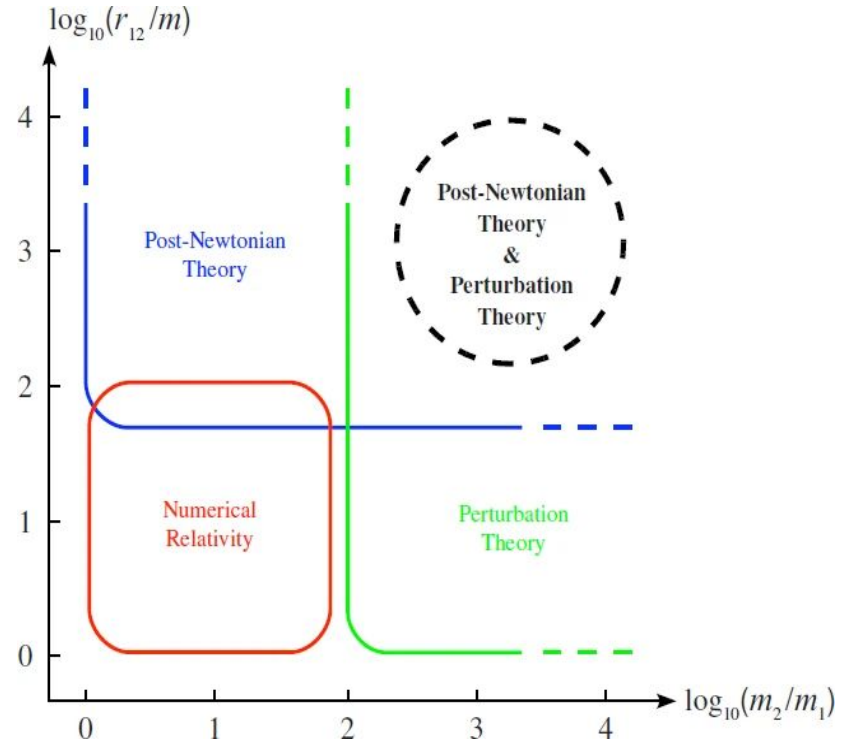 log₁₀(r₁₂/m)
4
3
2
1
0
Post-Newtonian
Theory
Post-Newtonian
Theory
&
Perturbation
Theory
Numerical
Relativity
Perturbation
Theory
0 1 2 3 4
log₁₀(m₂/m₁)